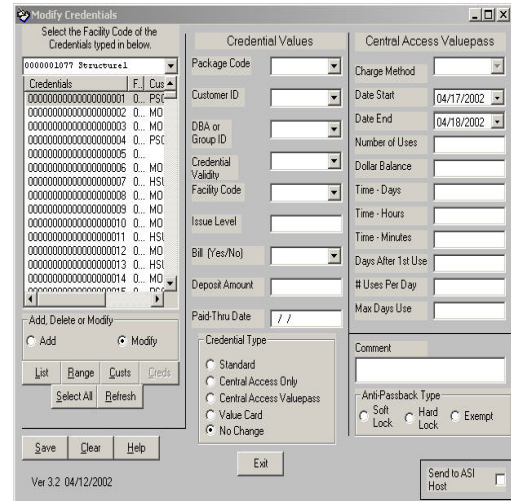 Modify Credentials
Select the Facility Code of the
Credentials typed in below.
0000001077 Structure1
Credentials F.. Cus
00000000000000000001 0... PSC
00000000000000000002 0... MO
00000000000000000003 0... MO
00000000000000000004 0... PSC
00000000000000000005 0...
00000000000000000006 0... MO
00000000000000000007 0... HSU
00000000000000000008 0... MO
00000000000000000009 0... MO
00000000000000000010 0... MO
00000000000000000011 0... HSU
00000000000000000012 0... MO
00000000000000000013 0... HSU
00000000000000000014 0... MO
Add, Delete or Modify
Add Modify
List Range Custs Creds
Select All Refresh
Save Clear Help
Ver 3.2 04/12/2002
Credential Values
Package Code
Customer ID
DBA or
Group ID
Credential
Validity
Facility Code
Issue Level
Bill (Yes/No)
Deposit Amount
Paid-Thru Date / /
Credential Type
Standard
Central Access Only
Central Access Valuepass
Value Card
No Change
Exit
Central Access Valuepass
Charge Method
Date Start 04/17/2002
Date End 04/18/2002
Number of Uses
Dollar Balance
Time - Days
Time - Hours
Time - Minutes
Days After 1st Use
# Uses Per Day
Max Days Use
Comment
Anti-Passback Type
Soft
Lock
Hard
Lock
Exempt
Send to ASI
Host